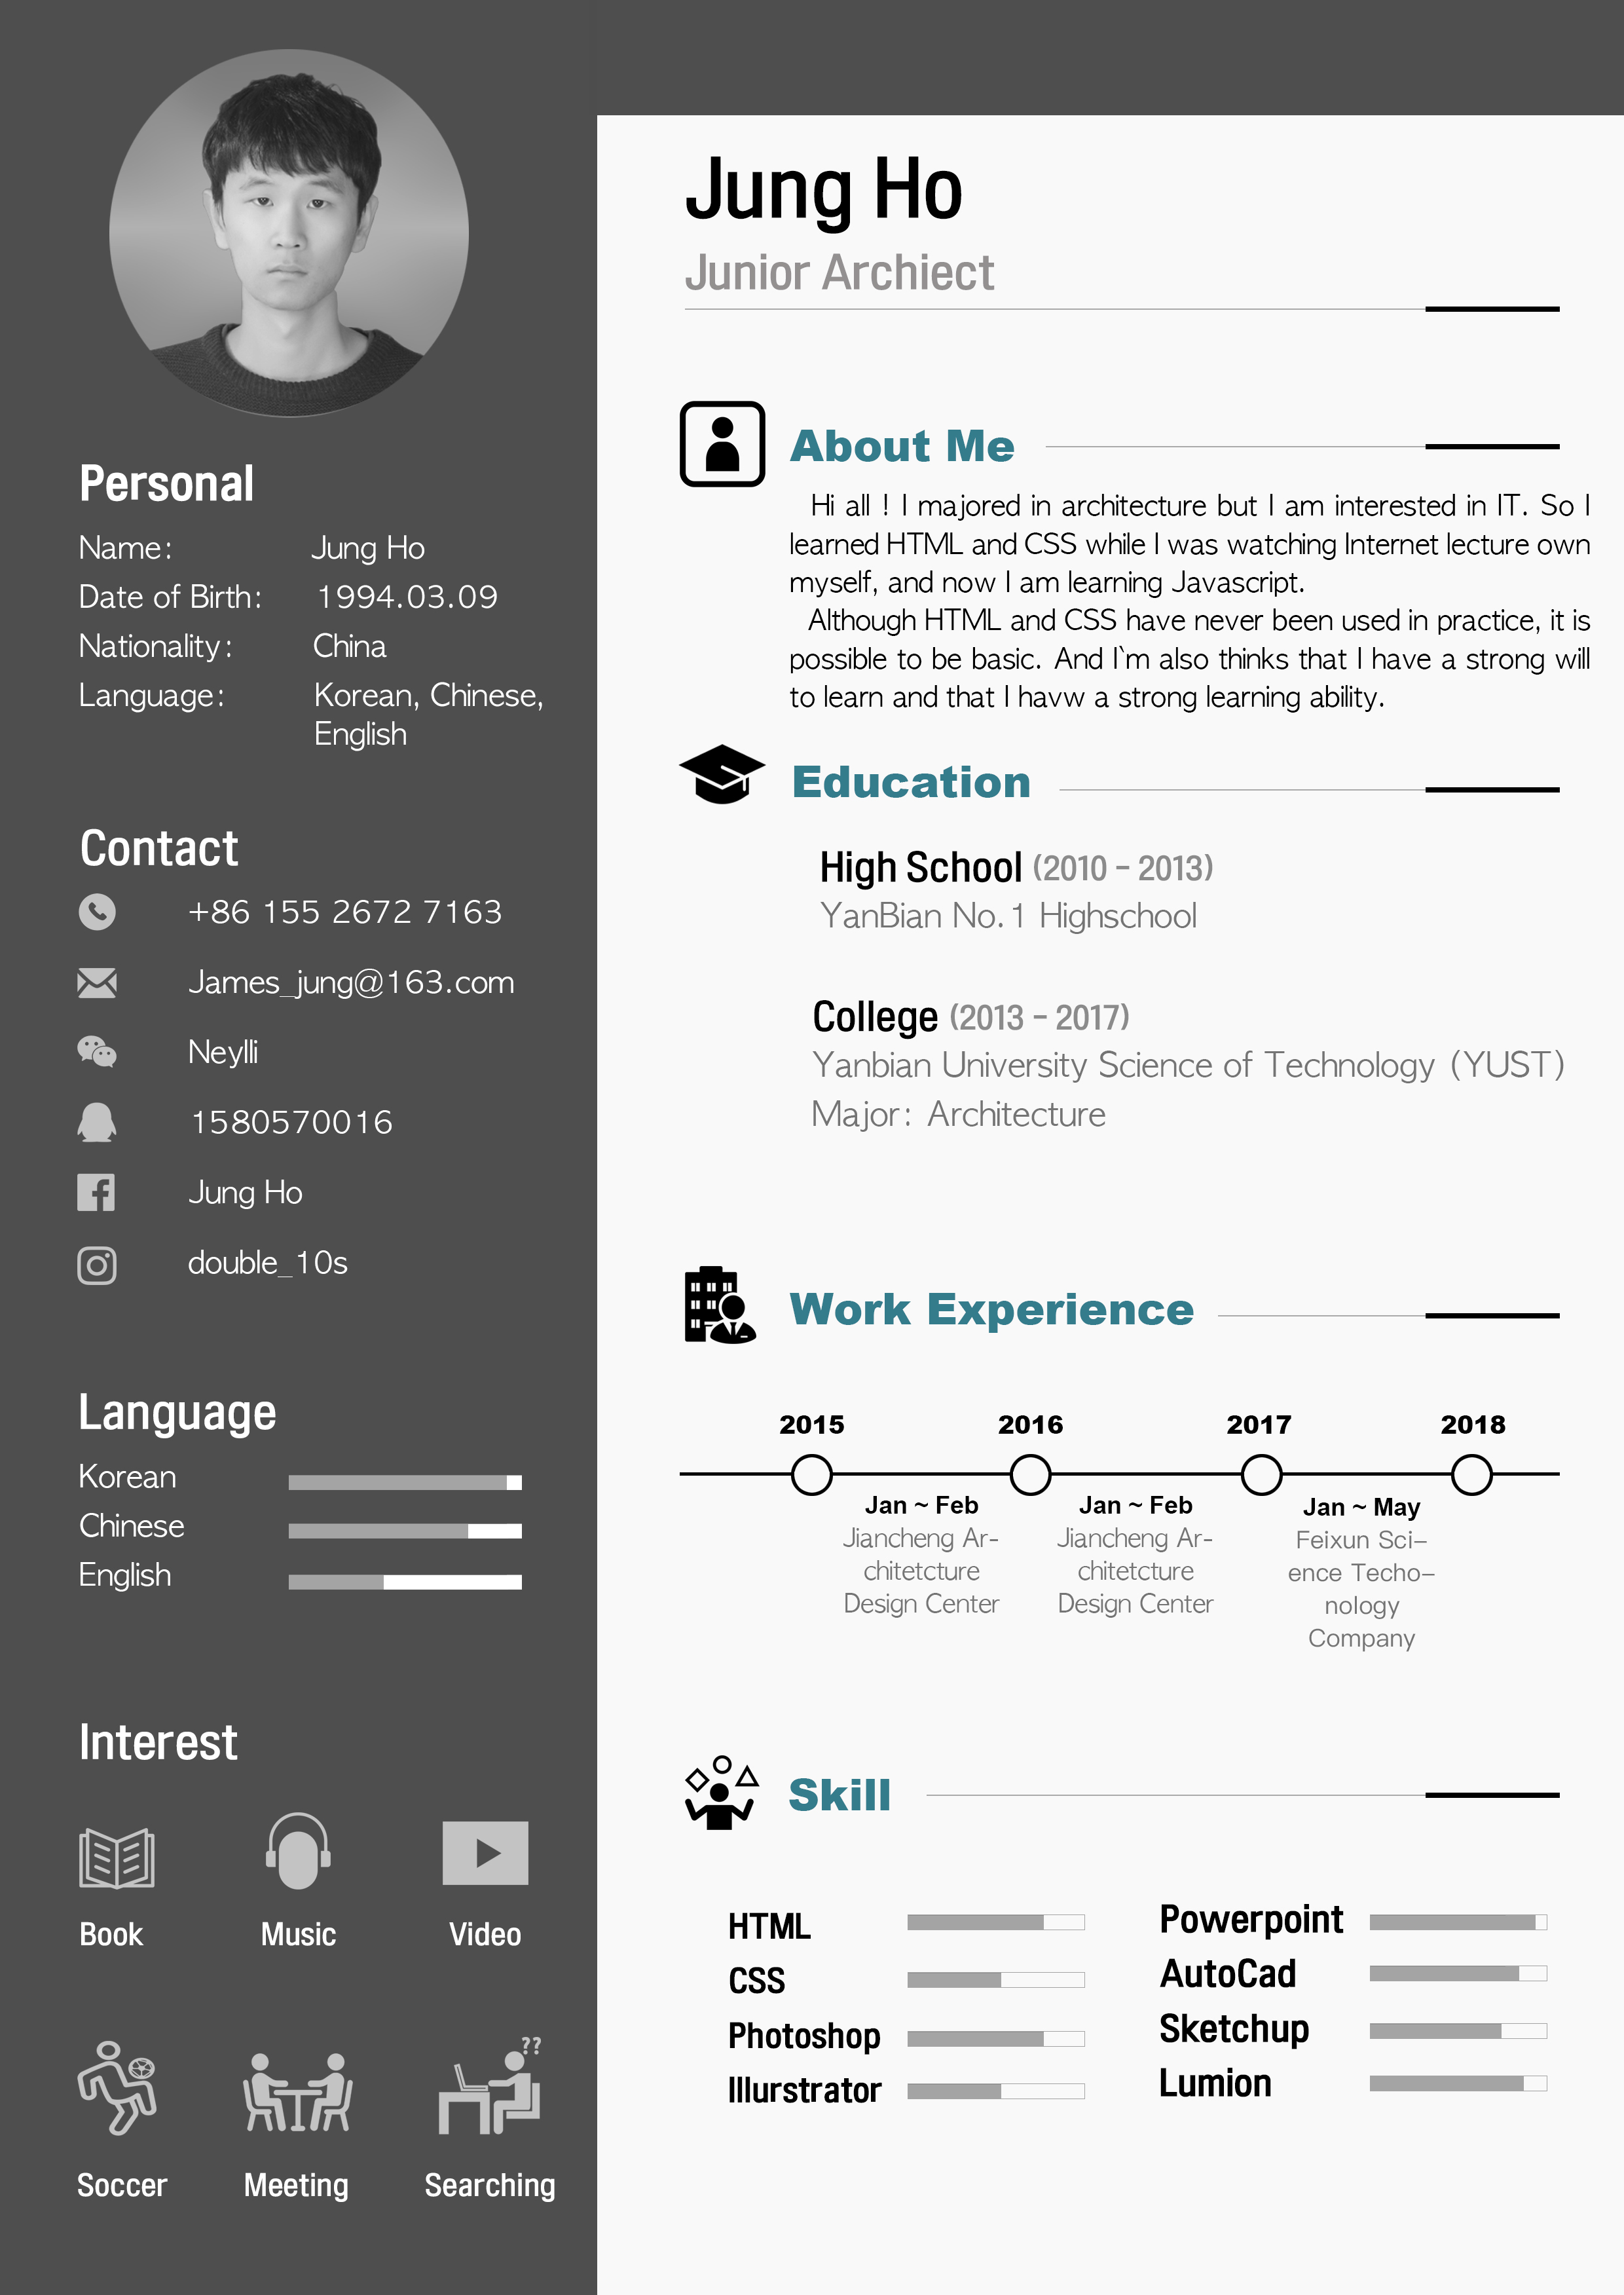 Jung Ho
Junior Archiect
Personal
Name: Jung Ho
Date of Birth: 1994.03.09
Nationality: China
Language: Korean, Chinese,
English
Contact
+86 155 2672 7163
James_jung@163.com
Neylli
1580570016
Jung Ho
double_10s
Language
Korean
Chinese
English
Interest
Book Music Video
??
Soccer Meeting Searching
About Me
Hi all ! I majored in architecture but I am interested in IT. So I
learned HTML and CSS while I was watching Internet lecture own
myself, and now I am learning Javascript.
Although HTML and CSS have never been used in practice, it is
possible to be basic. And I`m also thinks that I have a strong will
to learn and that I havw a strong learning ability.
Education
High School (2010 - 2013)
YanBian No.1 Highschool
College (2013 - 2017)
Yanbian University Science of Technology (YUST)
Major: Architecture
Work Experience
2015 2016 2017 2018
Jan ~ Feb
Jiancheng Ar-
chitetcture
Design Center
Jan ~ Feb
Jiancheng Ar-
chitetcture
Design Center
Jan ~ May
Feixun Sci-
ence Techo-
nology
Company
Skill
HTML
CSS
Photoshop
Illurstrator
Powerpoint
AutoCad
Sketchup
Lumion